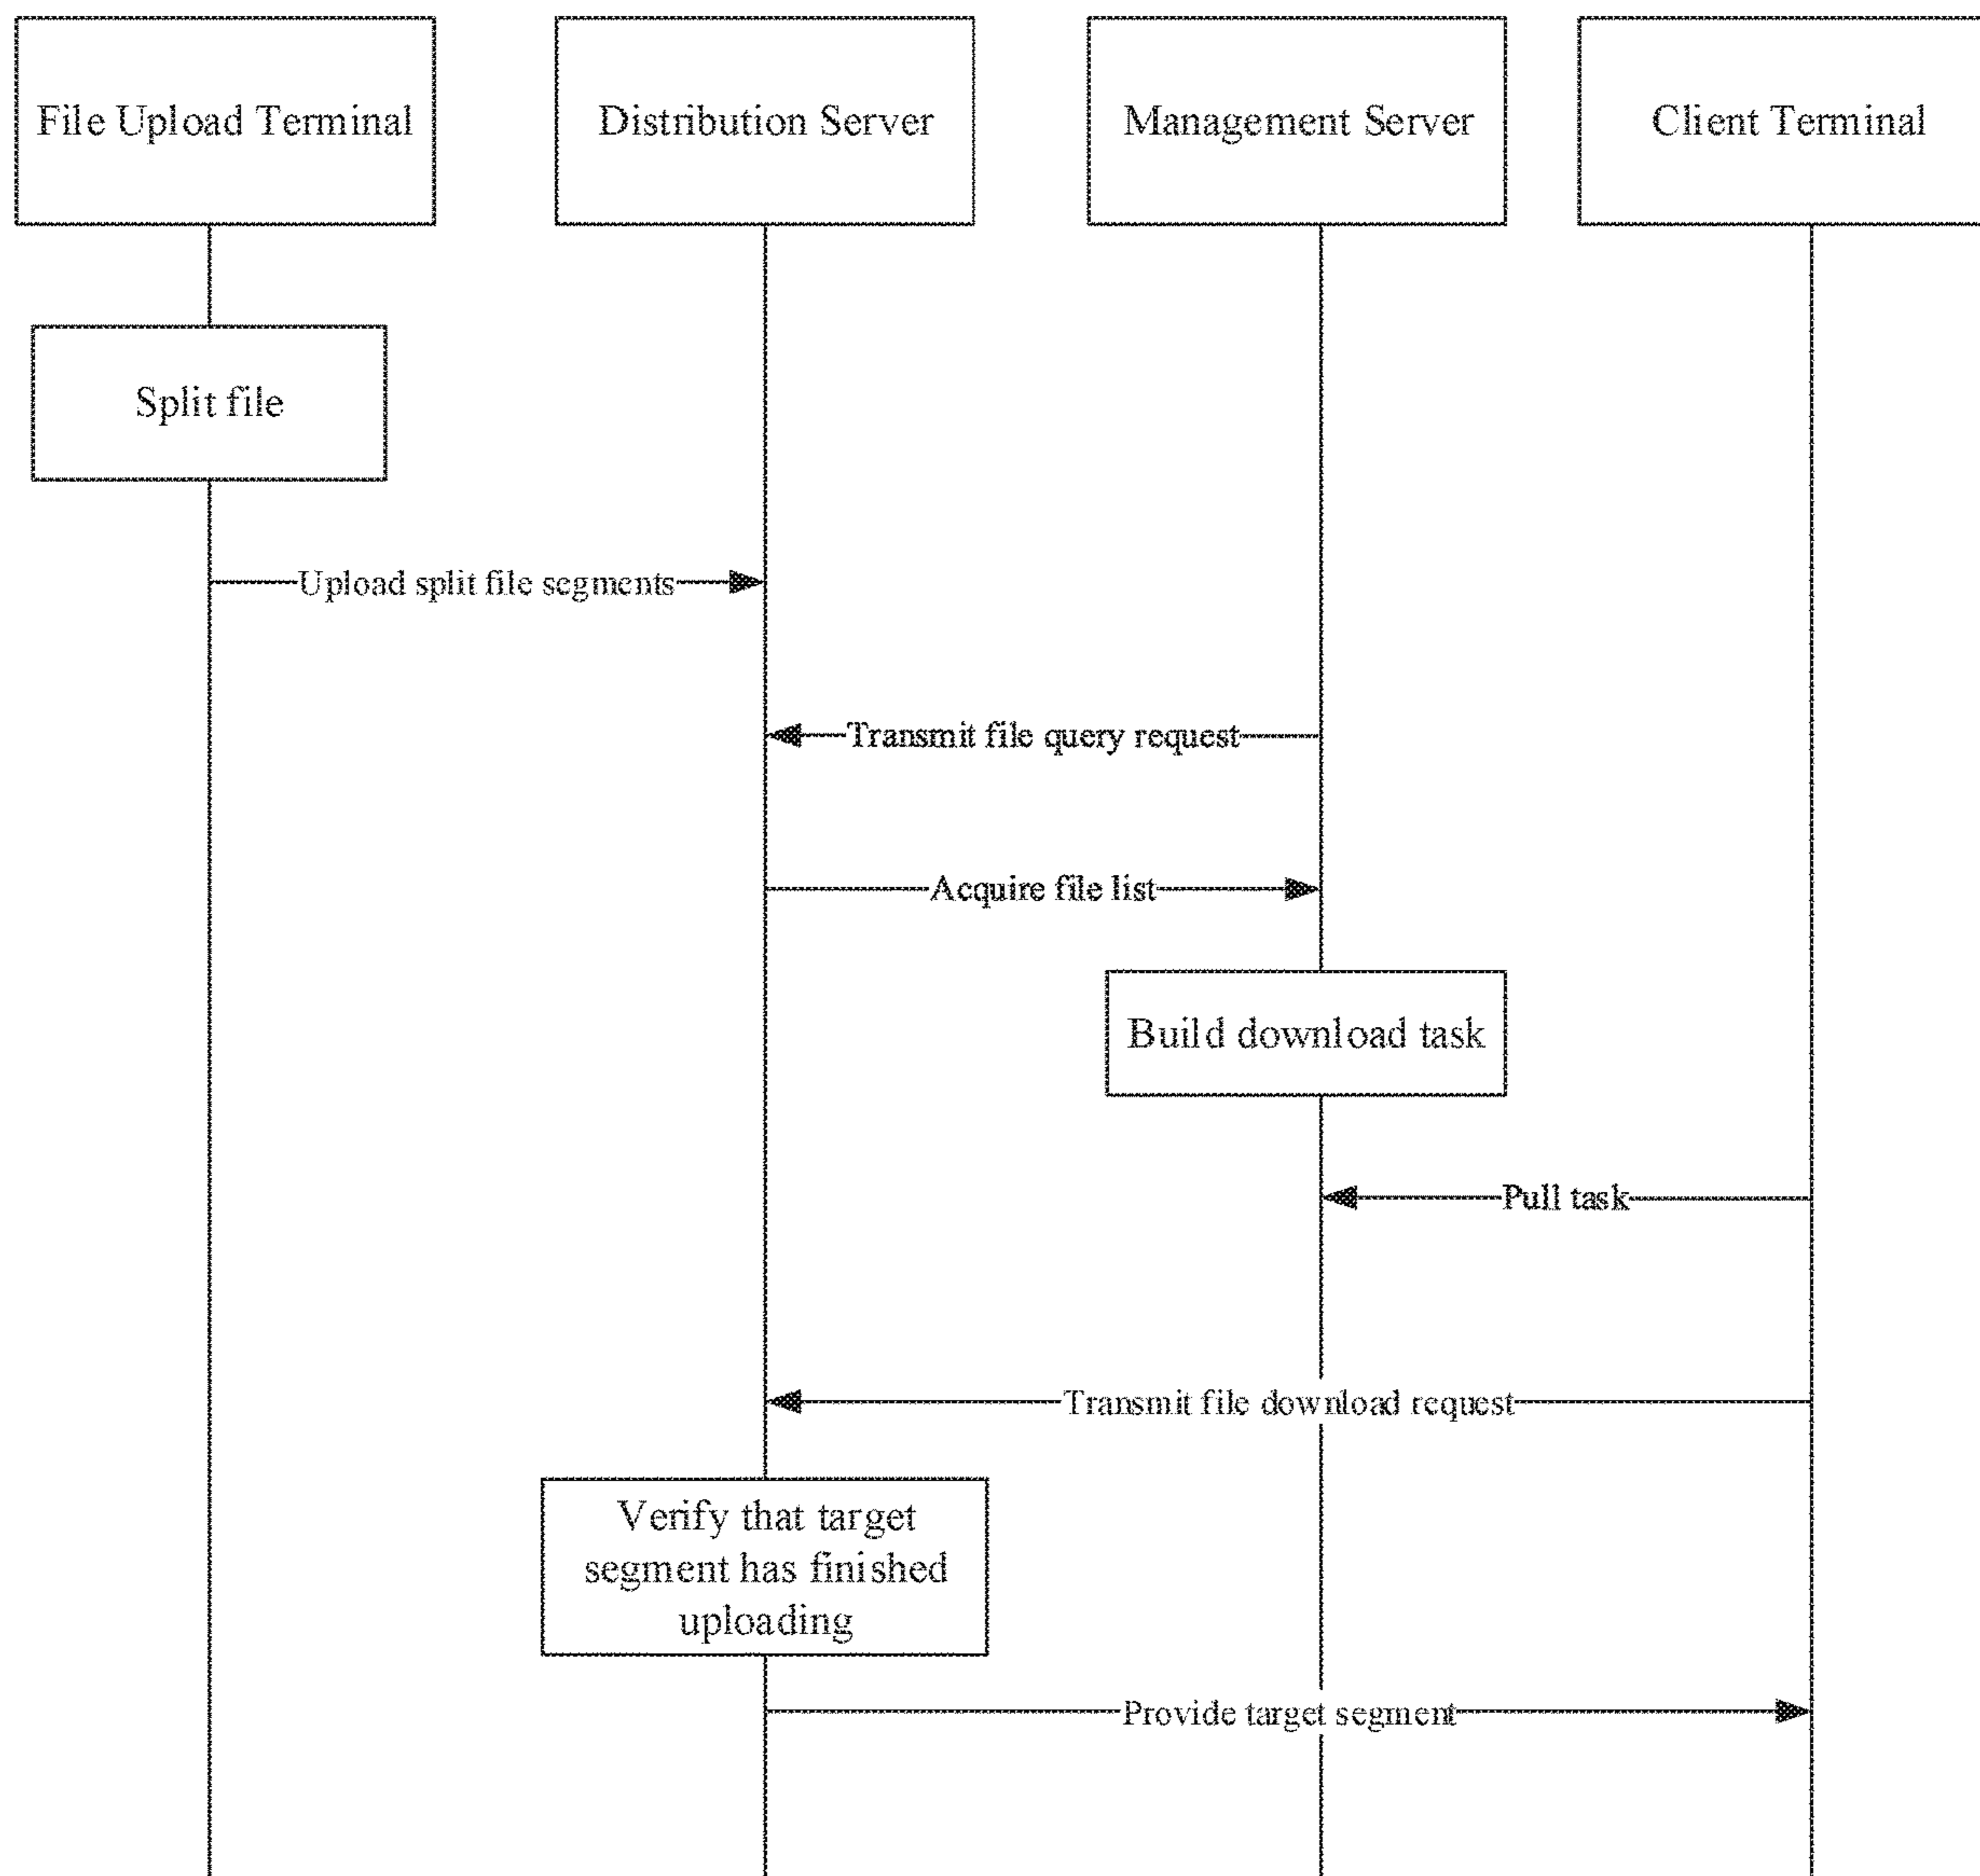 File Upload Terminal
Distribution Server
Management Server
Client Terminal
Split file
Upload split file segments
Transmit file query request
Acquire file list
Build download task
Pull task
Transmit file download request
Verify that target
segment has finished
uploading
Provide target segment